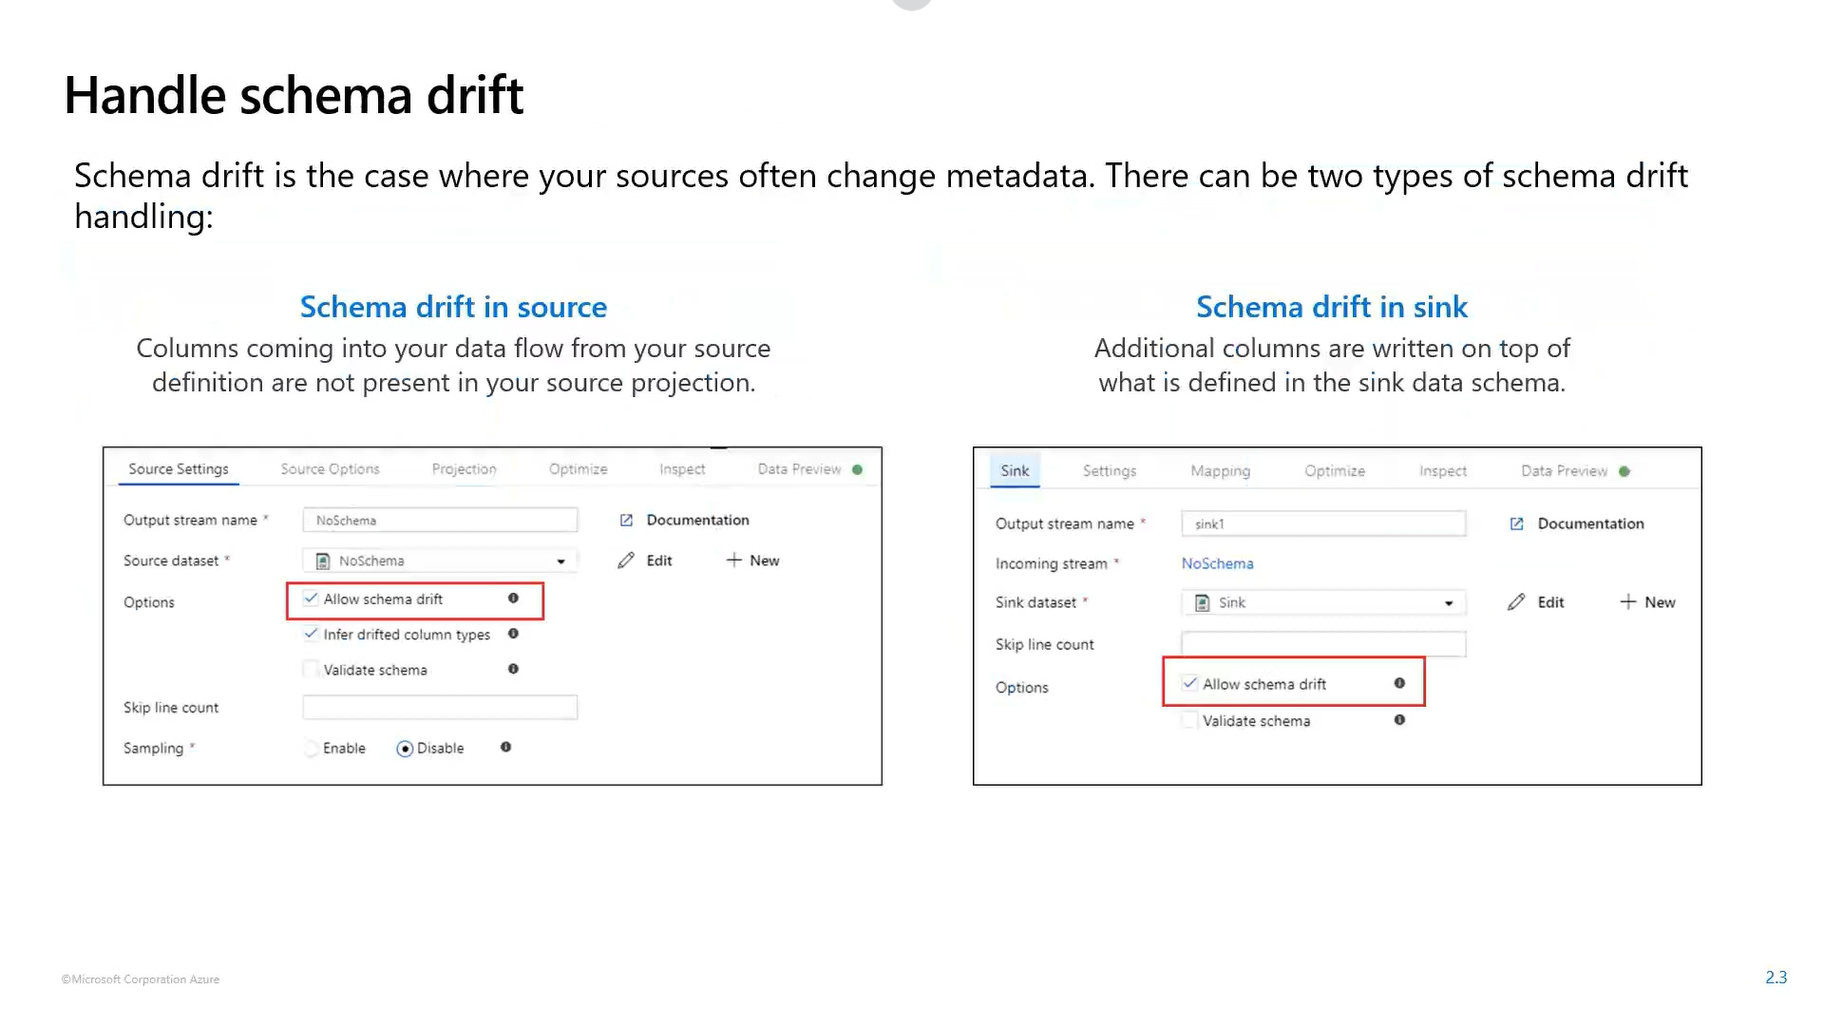 Handle schema drift
Schema drift is the case where your sources often change metadata. There can be two types of schema drift
handling:
Schema drift in source
Columns coming into your data flow from your source
definition are not present in your source projection.
Schema drift in sink
Additional columns are written on top of
what is defined in the sink data schema.
Source Settings Source Options Projection Optimize Inspect Data Preview
Output stream name * NoSchema Documentation
Source dataset * NoSchema Edit + New
Options Allow schema drift
Infer drifted column types
Validate schema
Skip line count
Sampling * Enable Disable
Sink Settings Mapping Optimize Inspect Data Preview
Output stream name * sink1 Documentation
Incoming stream * NoSchema
Sink dataset * Sink Edit + New
Skip line count
Options Allow schema drift
Validate schema
©Microsoft Corporation Azure
2.3